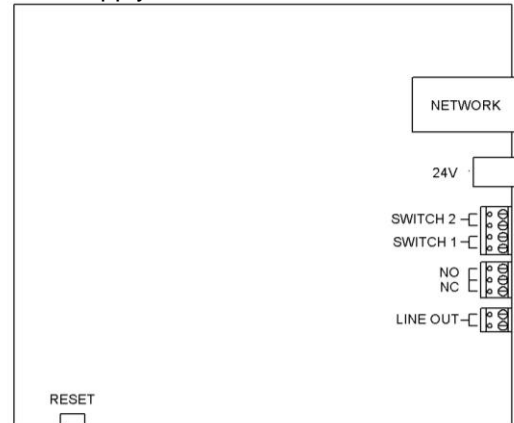 NETWORK
24V
SWITCH 2
SWITCH 1
NO
NC
LINE OUT
RESET